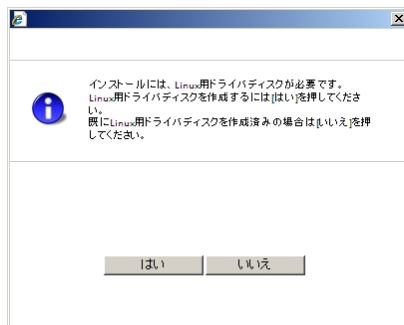 インストールには、Linux用ドライバディスクが必要です。
Linux用ドライバディスクを作成するには[はい]を押してくださ
い。
既にLinux用ドライバディスクを作成済みの場合は[いいえ]を押
してください。
はい
いいえ